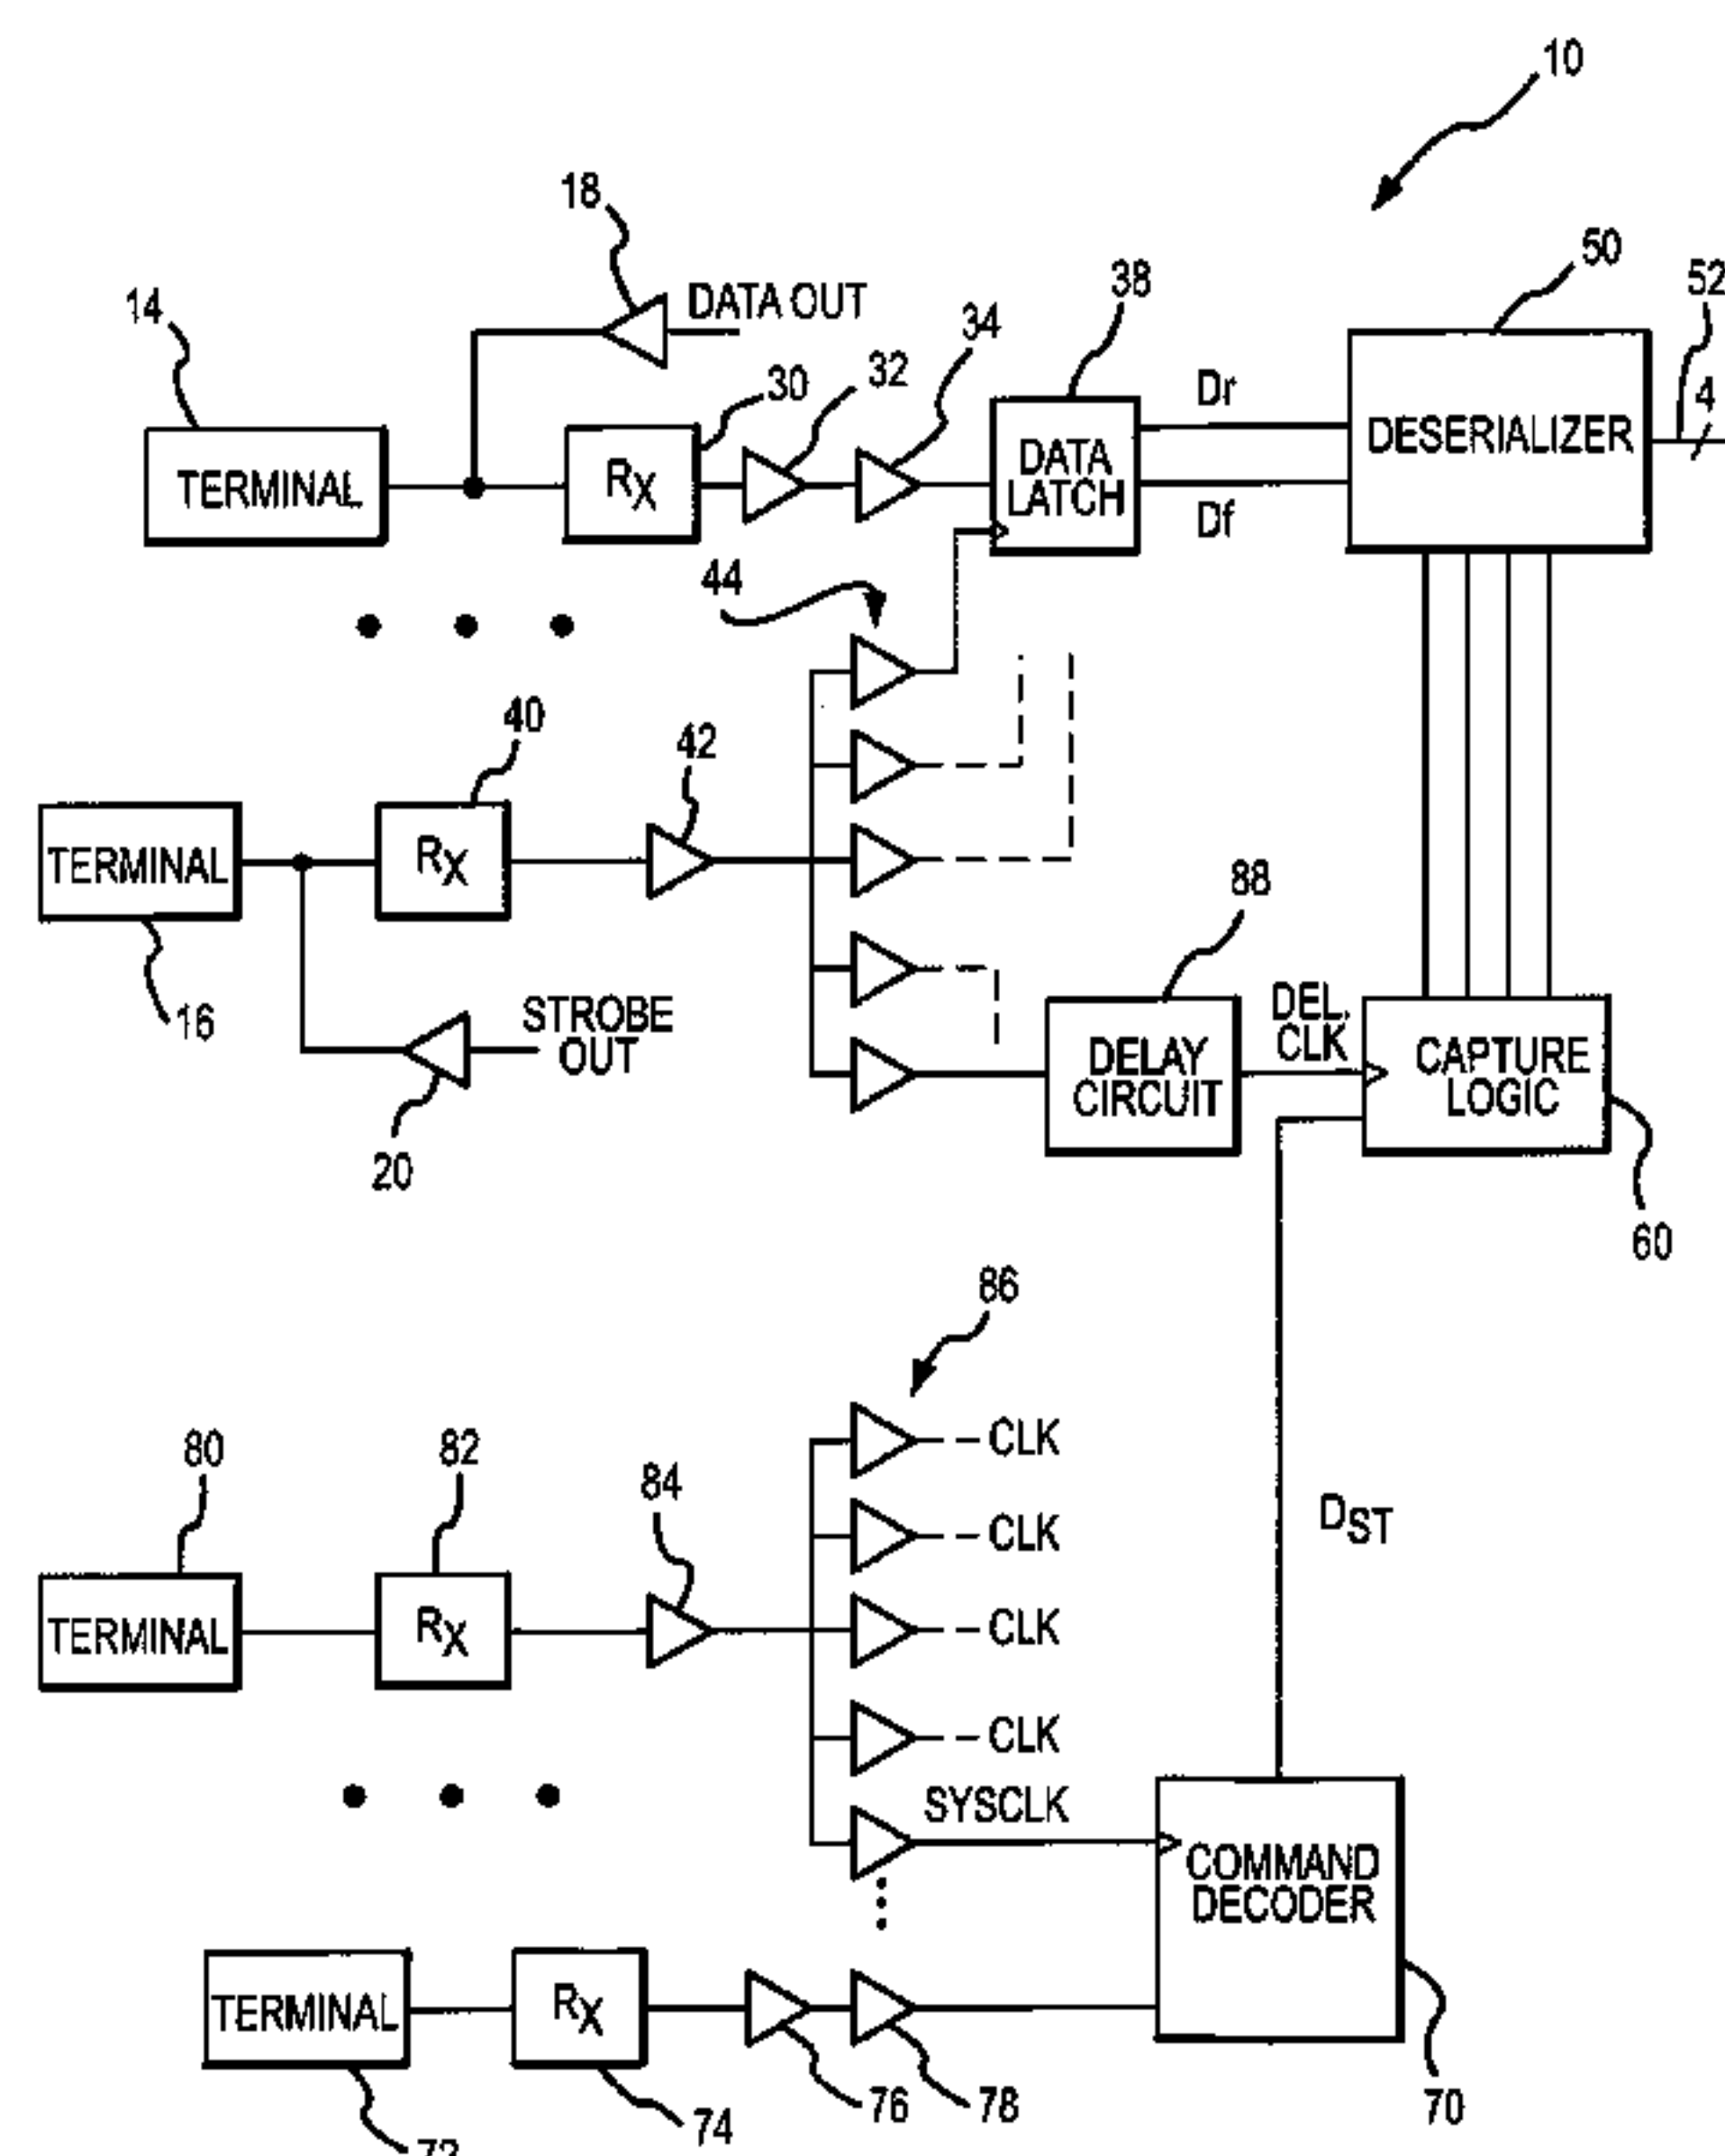 10
18
DATA OUT
50
52
14
38
34
32
30
4
Dr
DESERIALIZER
TERMINAL
RX
DATA
LATCH
Df
44
40
42
88
TERMINAL
RX
16
STROBE
OUT
DEL.
CLK
DELAY
CIRCUIT
CAPTURE
LOGIC
20
60
86
80
82
84
CLK
CLK
DST
TERMINAL
RX
CLK
CLK
SYSCLK
COMMAND
DECODER
TERMINAL
RX
76
78
70
74
72